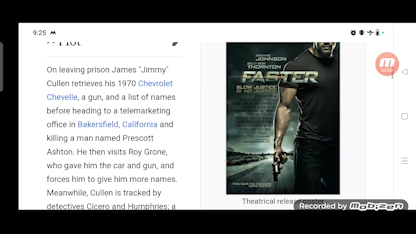 9:25
Plot
On leaving prison James "Jimmy"
Cullen retrieves his 1970 Chevrolet
Chevelle, a gun, and a list of names
before heading to a telemarketing
office in Bakersfield, California and
killing a man named Prescott
Ashton. He then visits Roy Grone,
who gave him the car and gun, and
forces him to give him more names.
Meanwhile, Cullen is tracked by
detectives Cicero and Humphries; a
JOHNSON
THORNTON
FASTER
SLOW JUSTICE
IS NO JUSTICE
Theatrical release poster
Recorded by MOBIZEN